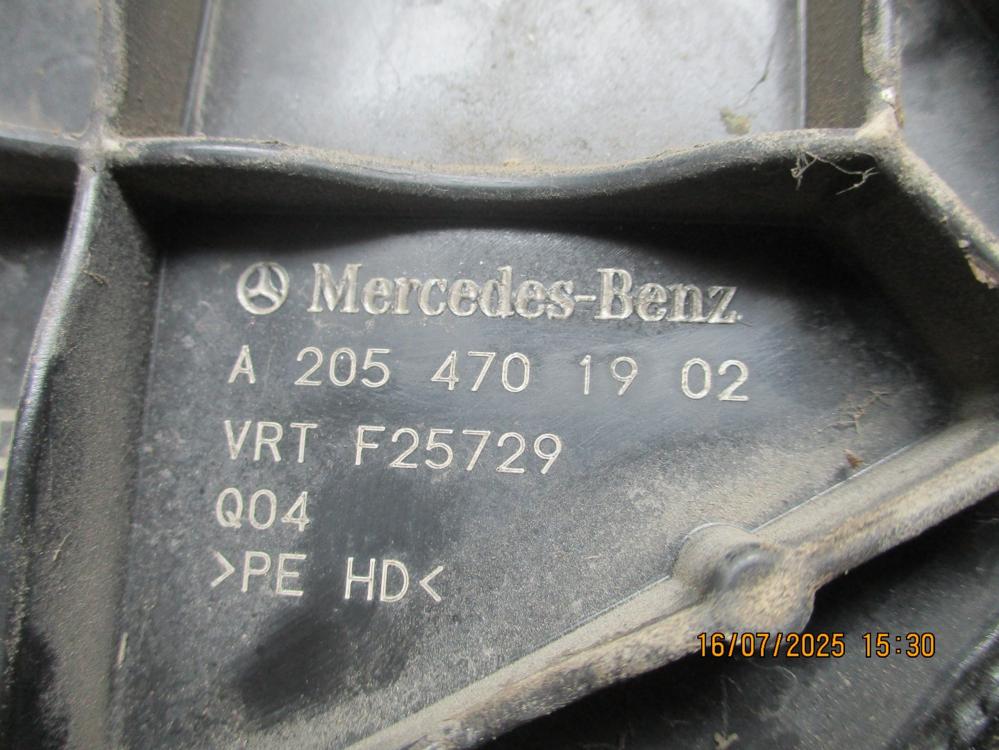 Mercedes-Benz
A 205 470 19 02
VRT F25729
Q04
>PE HD<
16/07/2025 15:30